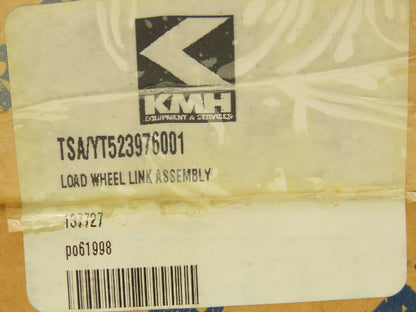 KMH
EQUIPMENT & SERVICES
TSA/YT523976001
LOAD WHEEL LINK ASSEMBLY
137727
po61998